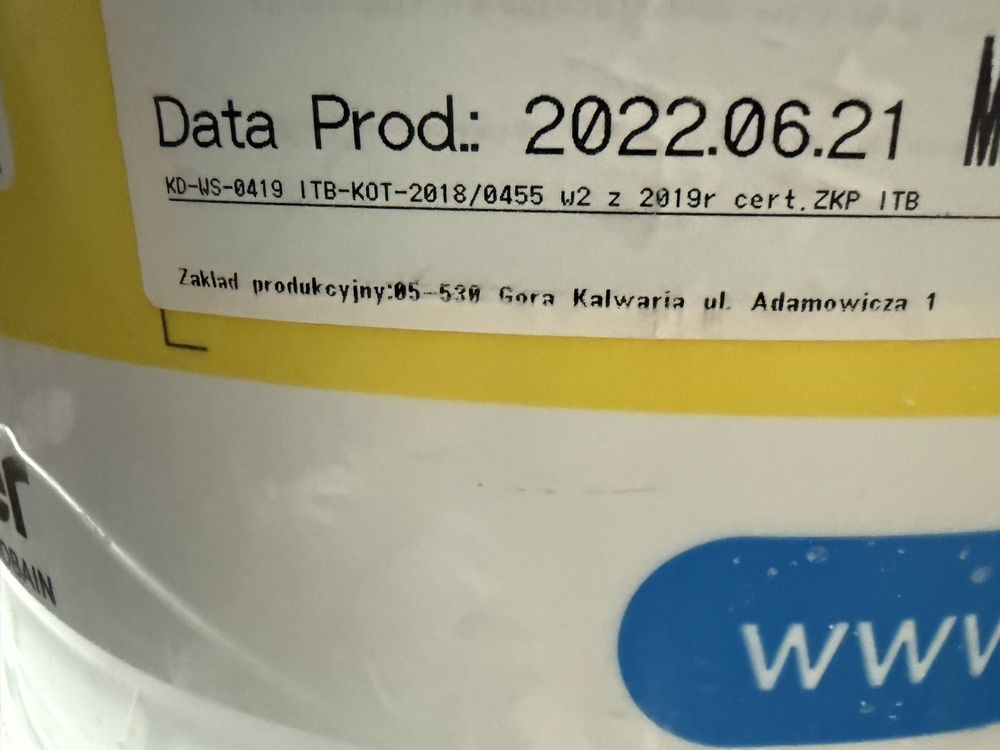 Data Prod.: 2022.06.21
KD-WS-0419 ITB-KOT-2018/0455 w2 z 2019r cert.ZKP ITB
Zaklad produkcyjny:05-530 Gora Kalwaria ul. Adamowicza 1
er
OBAIN
www